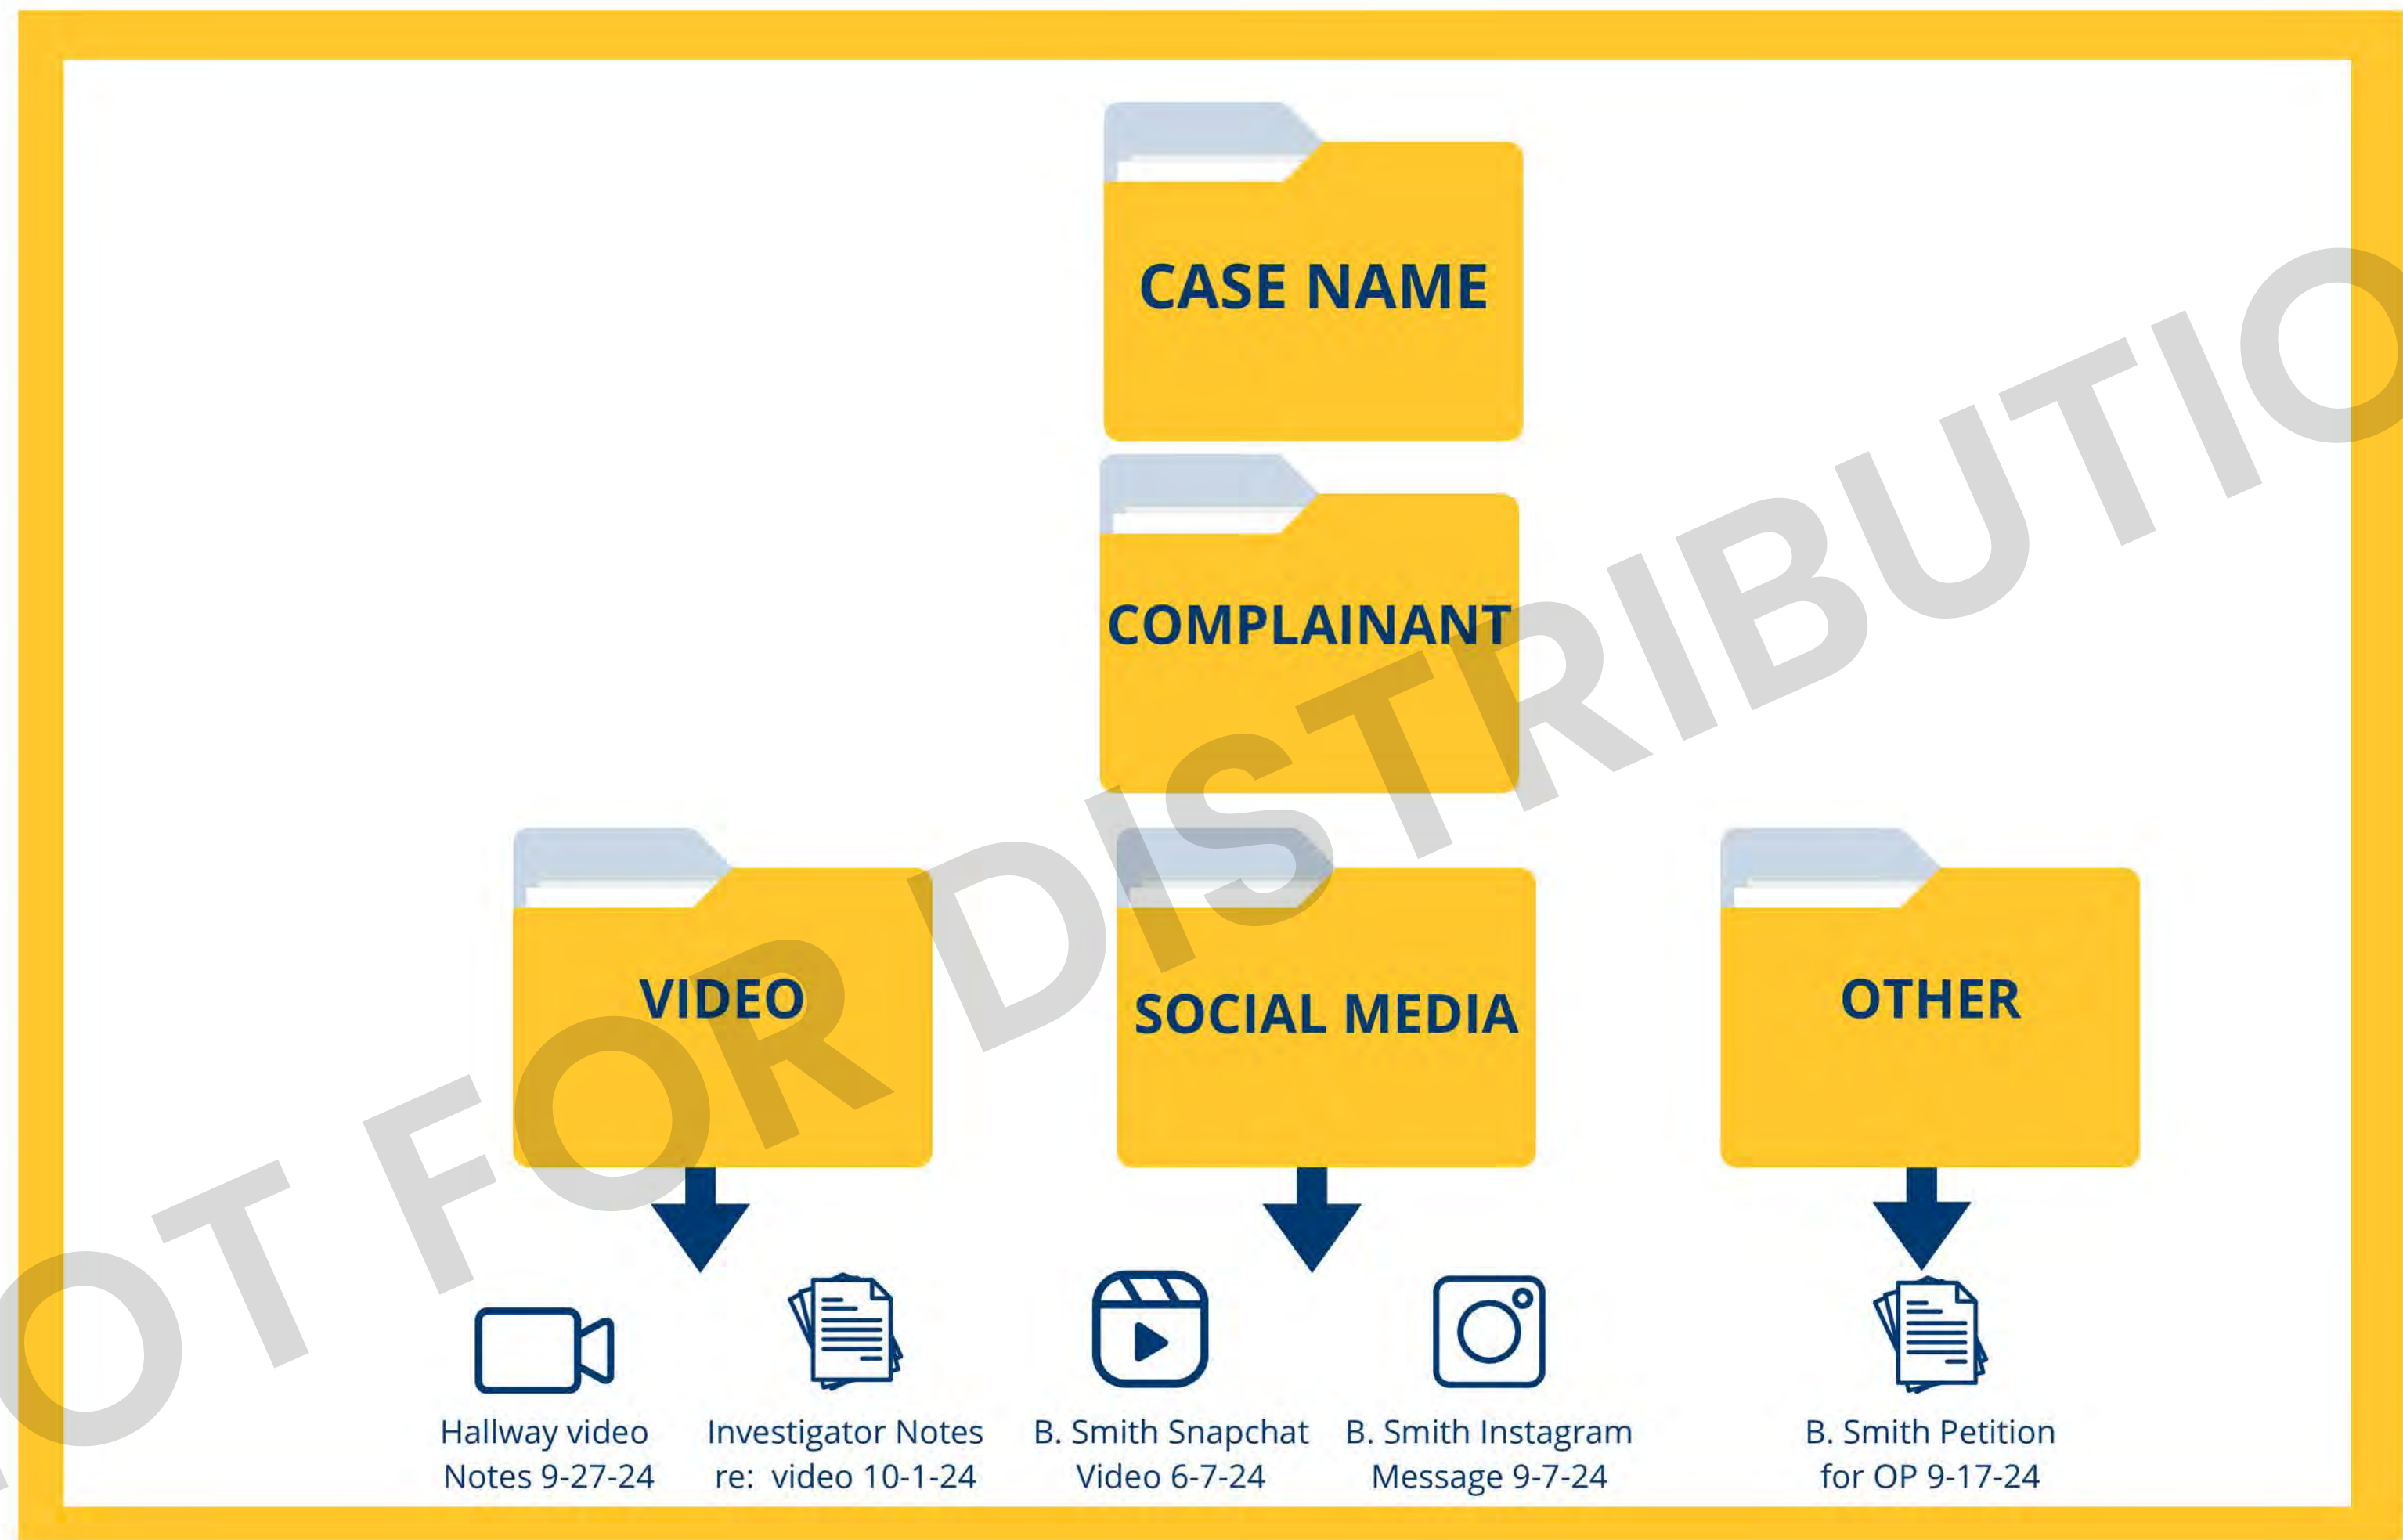 CASE NAME
COMPLAINANT
VIDEO
SOCIAL MEDIA
OTHER
Hallway video
Notes 9-27-24
Investigator Notes
re: video 10-1-24
B. Smith Snapchat
Video 6-7-24
B. Smith Instagram
Message 9-7-24
B. Smith Petition
for OP 9-17-24
OT FOR DISTRIBUTIO